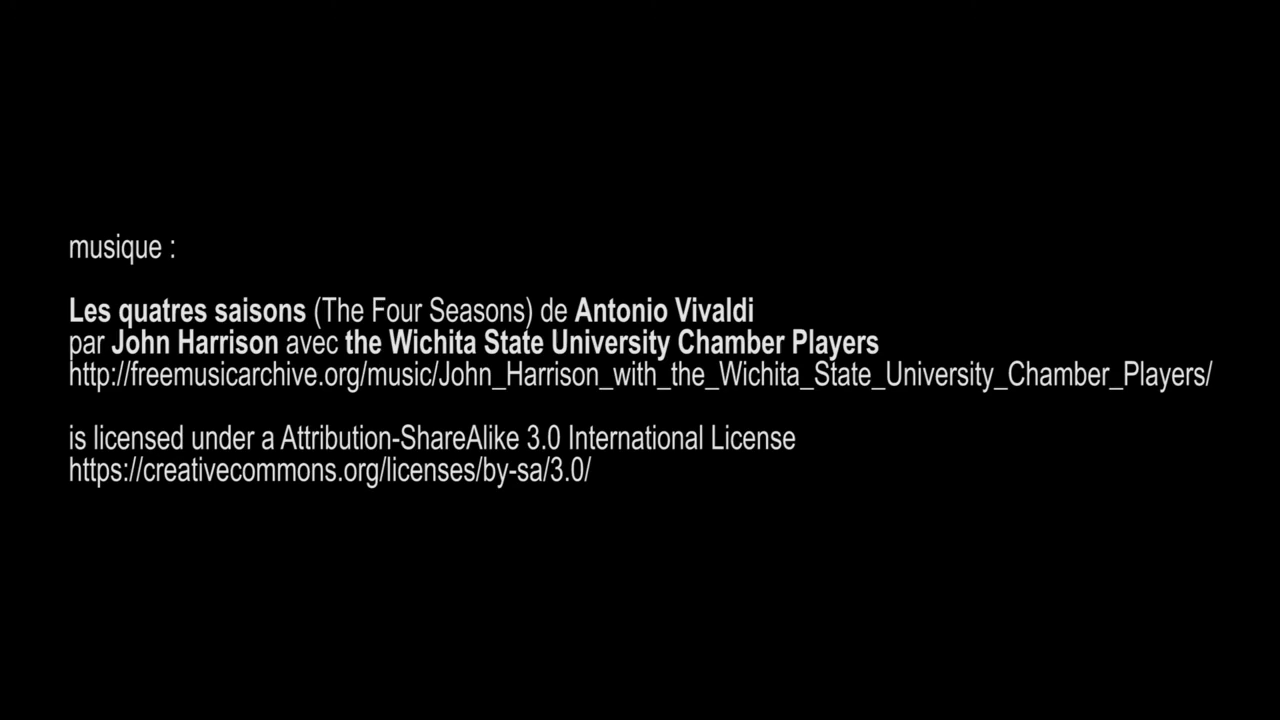 musique :
Les quatres saisons (The Four Seasons) de Antonio Vivaldi
par John Harrison avec the Wichita State University Chamber Players
http://freemusicarchive.org/music/John_Harrison_with_the_Wichita_State_University_Chamber_Players/
is licensed under a Attribution-ShareAlike 3.0 International License
https://creativecommons.org/licenses/by-sa/3.0/